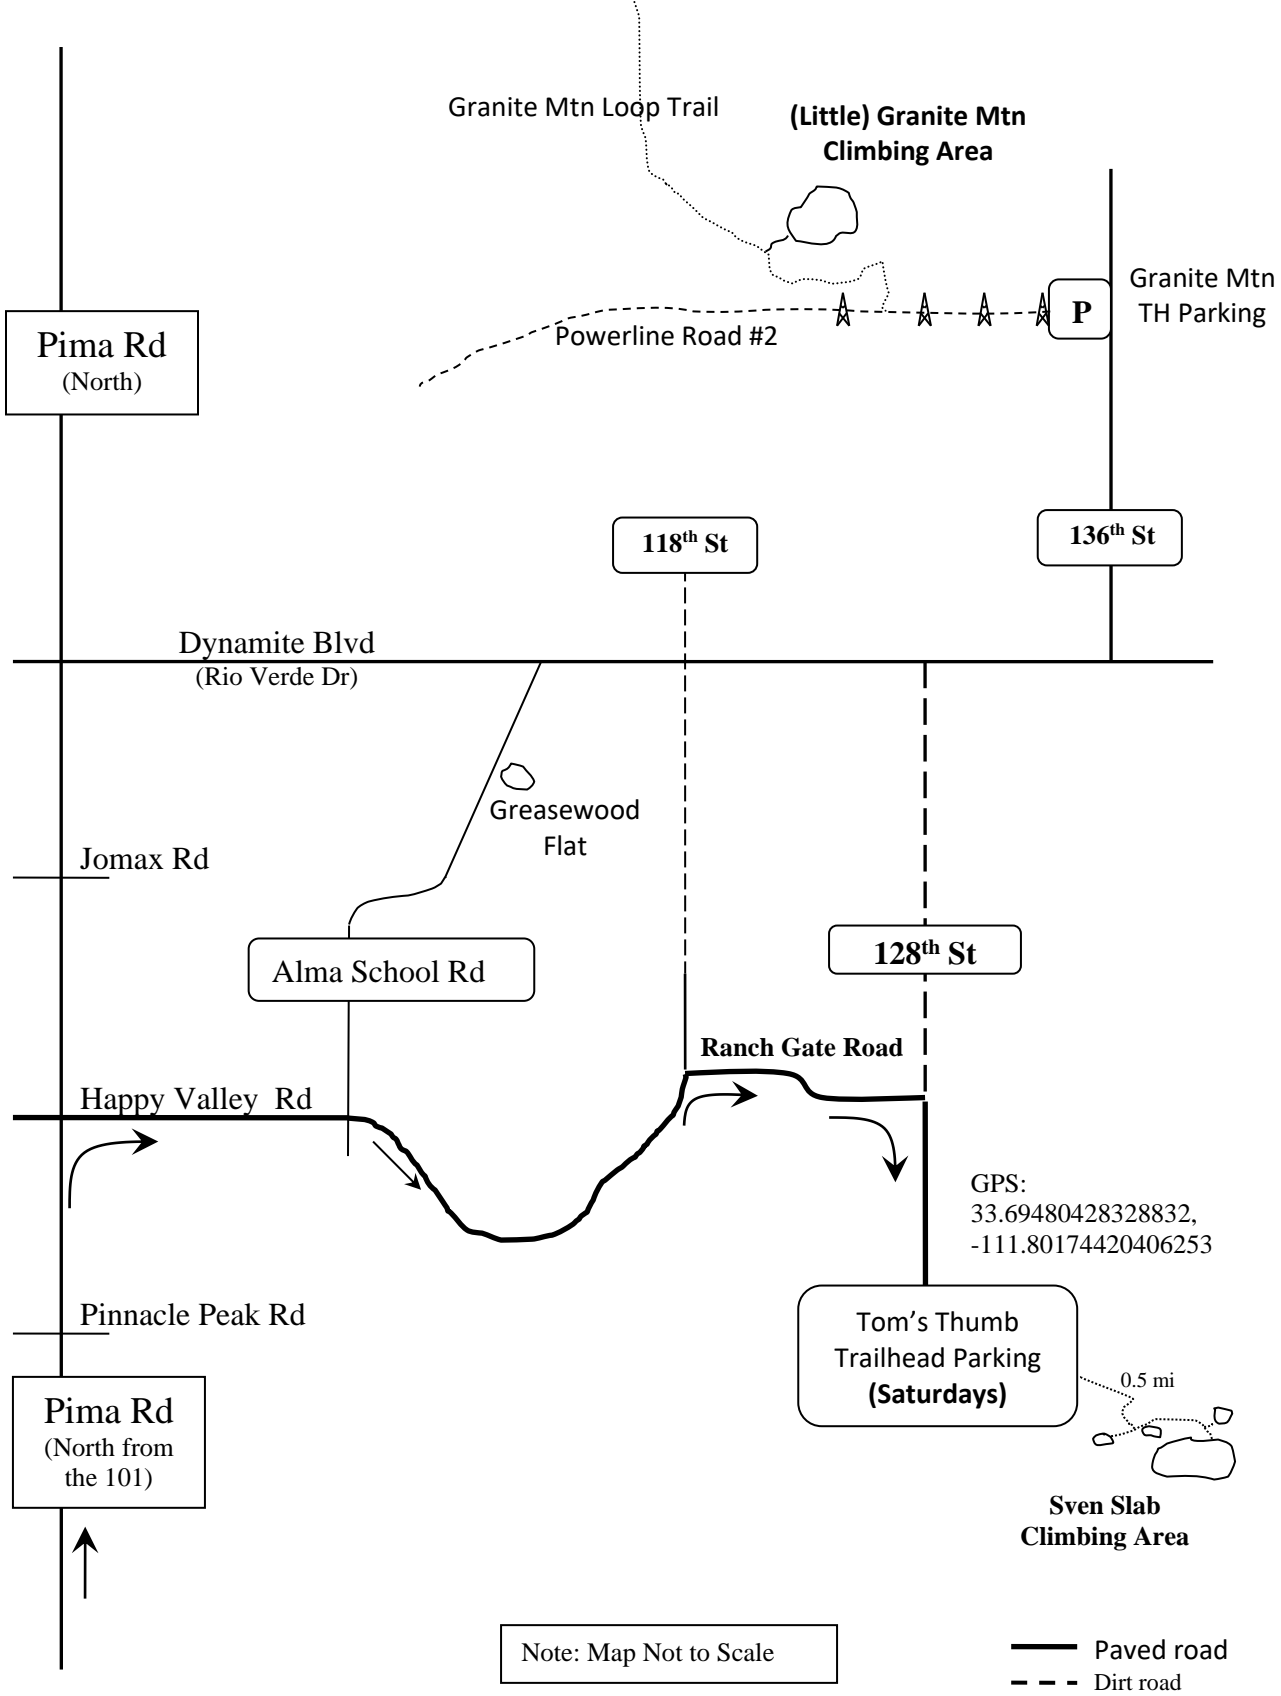 Granite Mtn Loop Trail
(Little) Granite Mtn
Climbing Area
Granite Mtn
TH Parking
P
Powerline Road #2
Pima Rd
(North)
118th St
136th St
Dynamite Blvd
(Rio Verde Dr)
Greasewood
Flat
Jomax Rd
128th St
Alma School Rd
Ranch Gate Road
Happy Valley Rd
GPS:
33.69480428328832,
-111.80174420406253
Pinnacle Peak Rd
Tom’s Thumb
Trailhead Parking
(Saturdays)
0.5 mi
Pima Rd
(North from
the 101)
Sven Slab
Climbing Area
Note: Map Not to Scale
Paved road
Dirt road